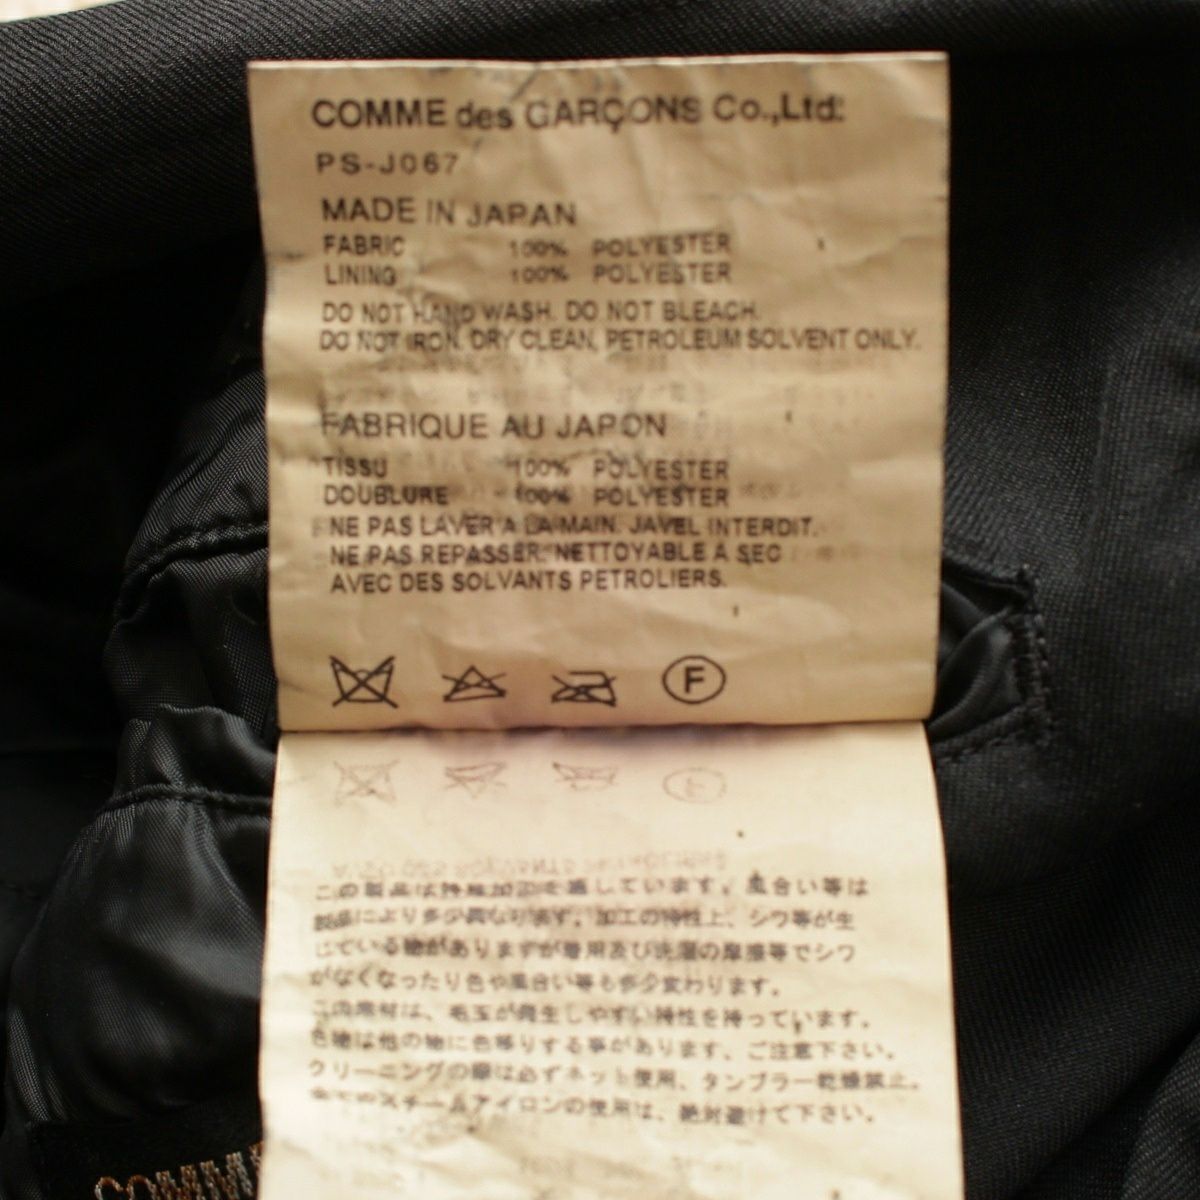 COMME des GARÇONS Co.,Ltd.
PS-J067
MADE IN JAPAN
FABRIC 100% POLYESTER
LINING 100% POLYESTER
DO NOT HAND WASH. DO NOT BLEACH.
DO NOT IRON. DRY CLEAN, PETROLEUM SOLVENT ONLY.
FABRIQUE AU JAPON
TISSU 100% POLYESTER
DOUBLURE 100% POLYESTER
NE PAS LAVER A LA MAIN. JAVEL INTERDIT.
NE PAS REPASSER. NETTOYABLE A SEC
AVEC DES SOLVANTS PETROLIERS.
F
この製品は特殊加工を施しています。風合い等は
製品により多少異なります。加工の特性上、シワ等が生
じている物がありますが着用及び洗濯の摩擦等でシワ
がなくなったり色や風合い等も多少変わります。
この素材は、毛玉が発生しやすい特性を持っています。
色物は他の物に色移りする事があります、ご注意下さい。
クリーニングの際は必ずネット使用、タンブラー乾燥禁止。
スチームアイロンの使用は、絶対避けて下さい。
COMM